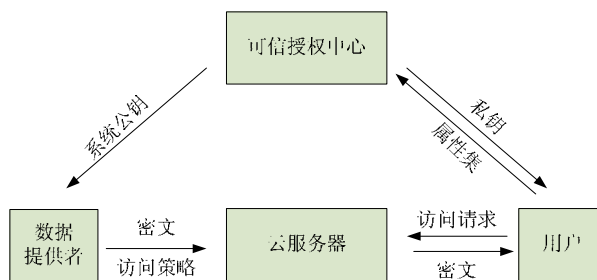 可信授权中心
系统公钥
私钥
属性集
数据
提供者
密文
访问策略
云服务器
访问请求
密文
用户